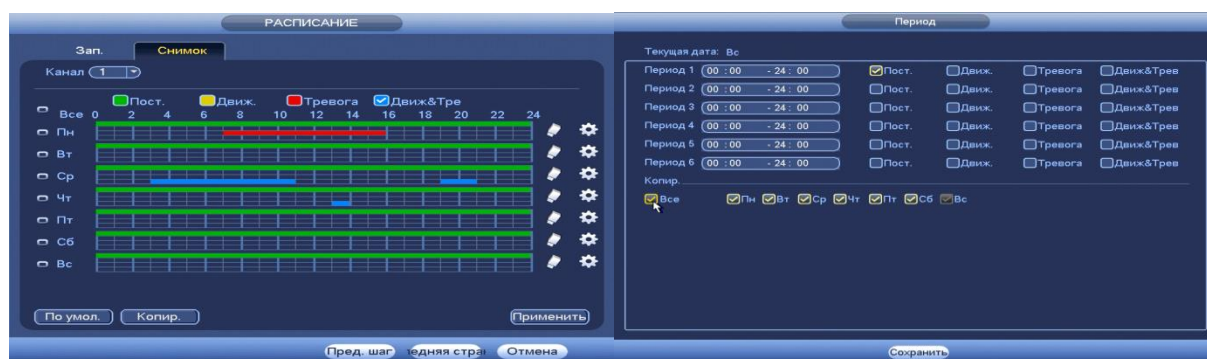 РАСПИСАНИЕ
Зап. Снимок
Канал 1
Пост. Движ. Тревога Движ&Тре
Все 0 2 4 6 8 10 12 14 16 18 20 22 24
Пн
Вт
Ср
Чт
Пт
Сб
Вс
По умол. Копир. Применить
Пред. шаг едняя стра Отмена
Период
Текущая дата: Вс
Период 1 00 :00 - 24 : 00 Пост. Движ. Тревога Движ&Трев
Период 2 00 :00 - 24 : 00 Пост. Движ. Тревога Движ&Трев
Период 3 00 :00 - 24 : 00 Пост. Движ. Тревога Движ&Трев
Период 4 00 :00 - 24 : 00 Пост. Движ. Тревога Движ&Трев
Период 5 00 :00 - 24 : 00 Пост. Движ. Тревога Движ&Трев
Период 6 00 :00 - 24 : 00 Пост. Движ. Тревога Движ&Трев
Копир.
Все Пн Вт Ср Чт Пт Сб Вс
Сохранить